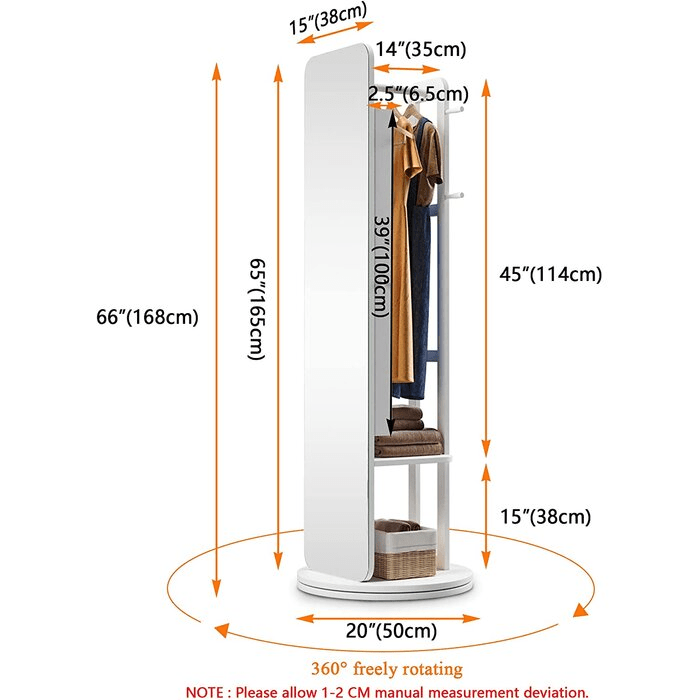 15”(38cm)
14”(35cm)
2.5”(6.5cm)
39”(100cm)
65”(165cm)
66”(168cm)
45”(114cm)
15”(38cm)
20”(50cm)
360° freely rotating
NOTE : Please allow 1-2 CM manual measurement deviation.